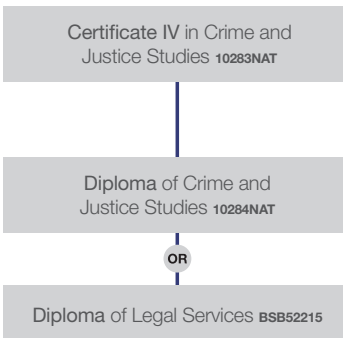 Certificate IV in Crime and
Justice Studies 10283NAT
Diploma of Crime and
Justice Studies 10284NAT
OR
Diploma of Legal Services BSB52215